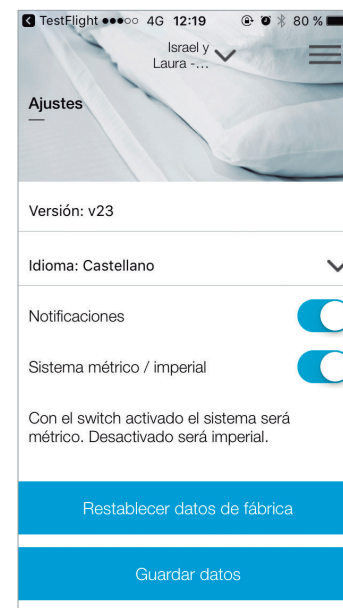 TestFlight 4G 12:19 80 %
Israel y
Laura -...
Ajustes
Versión: v23
Idioma: Castellano
Notificaciones
Sistema métrico / imperial
Con el switch activado el sistema será
métrico. Desactivado será imperial.
Restablecer datos de fábrica
Guardar datos